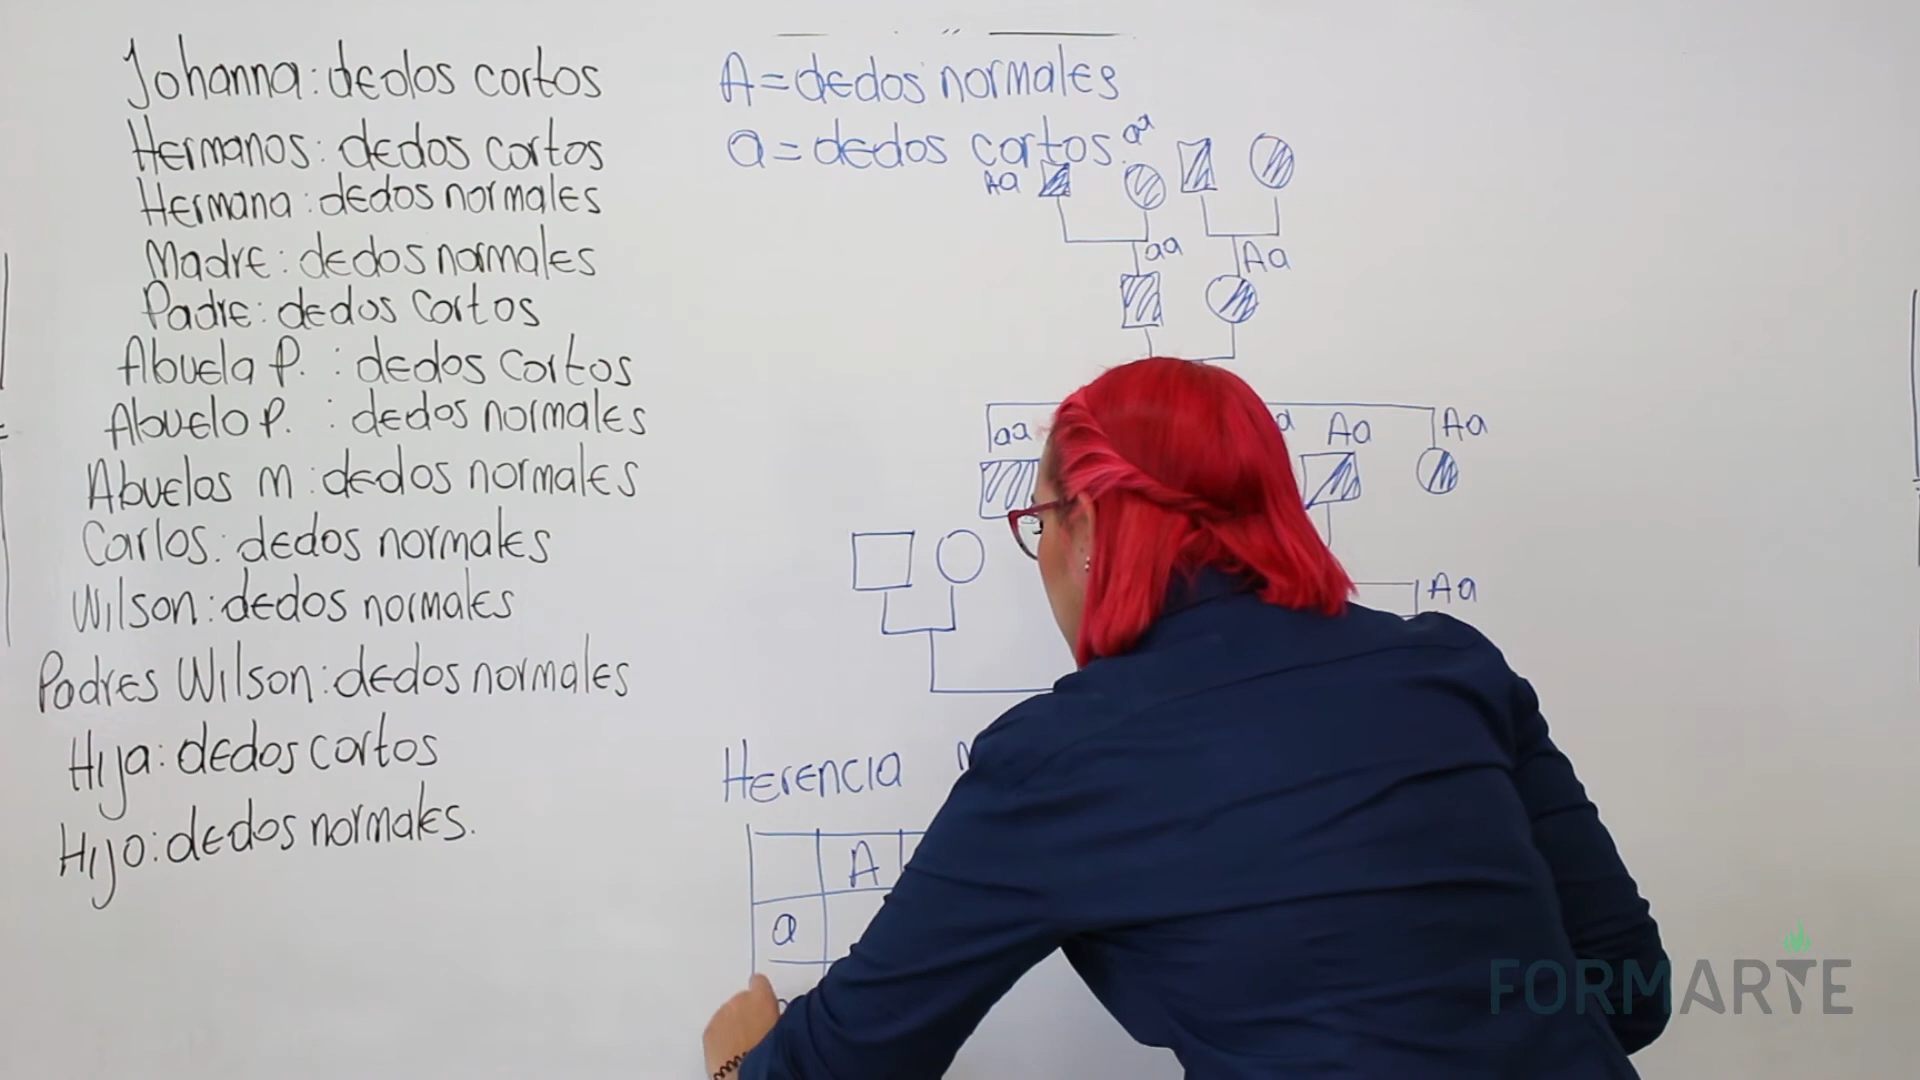 Johanna: dedos cortos
Hermanos: dedos cortos
Hermana: dedos normales
Madre: dedos normales
Padre: dedos cortos
Abuela P. : dedos cortos
Abuelo P. : dedos normales
Abuelos M: dedos normales
Carlos: dedos normales
Wilson: dedos normales
Padres Wilson: dedos normales
Hija: dedos cortos
Hijo: dedos normales.
A = dedos normales
a = dedos cortos.
aa
Aa
aa
Aa
aa
a
Aa
Aa
Aa
Herencia
A
a
FORMARTE